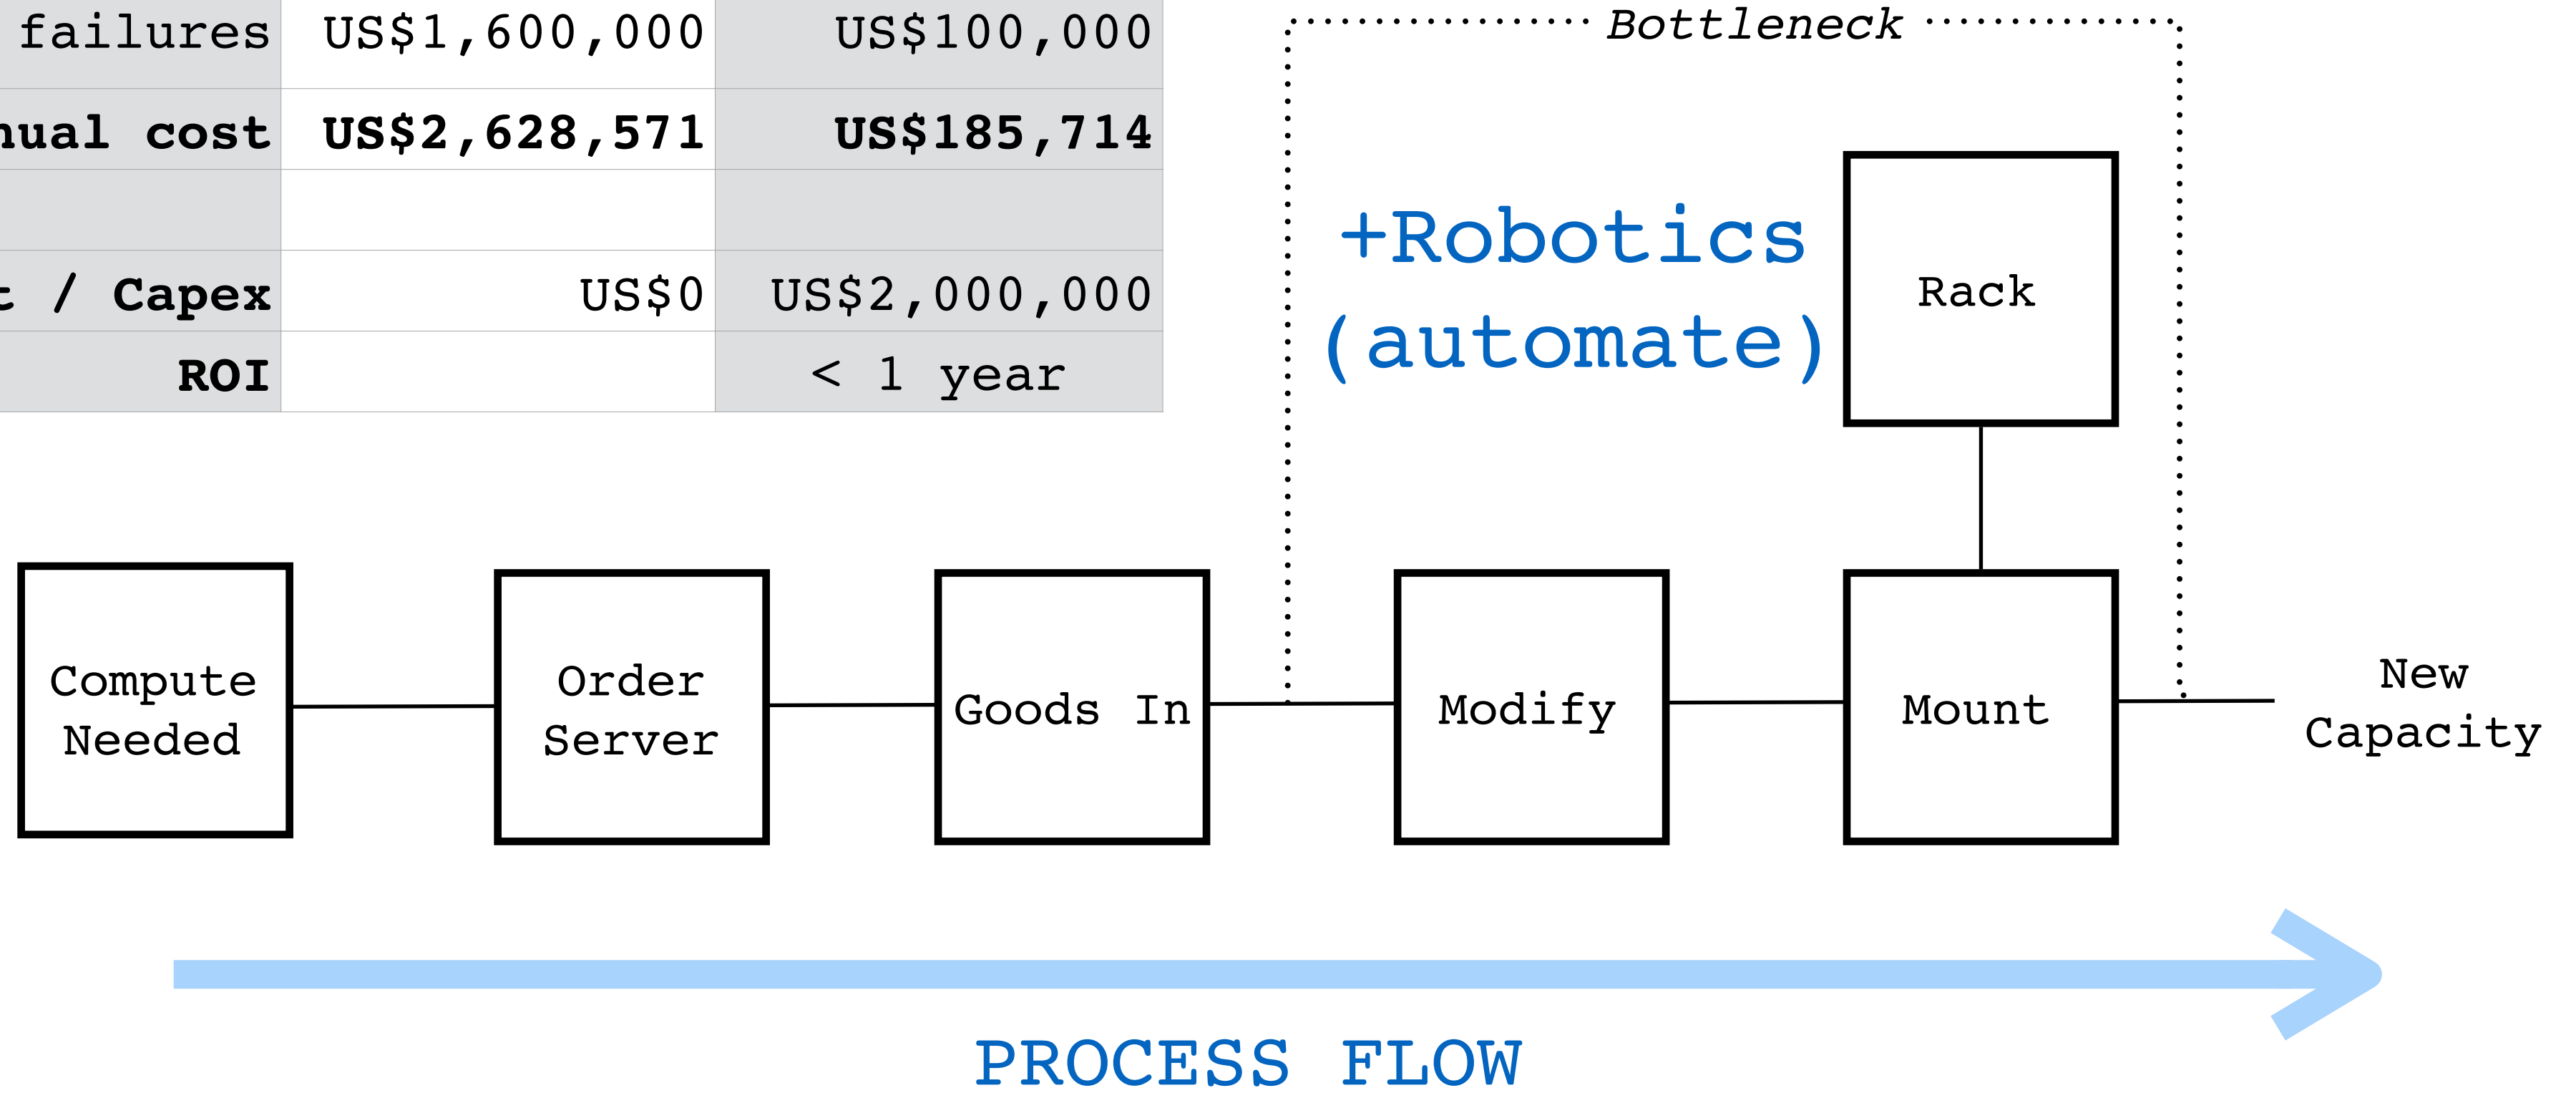 failures US$1,600,000 US$100,000
cost US$2,628,571 US$185,714
/ Capex US$0 US$2,000,000
ROI < 1 year
Bottleneck
+Robotics
(automate)
Rack
Compute
Needed
Order
Server
Goods In
Modify
Mount
New
Capacity
PROCESS FLOW